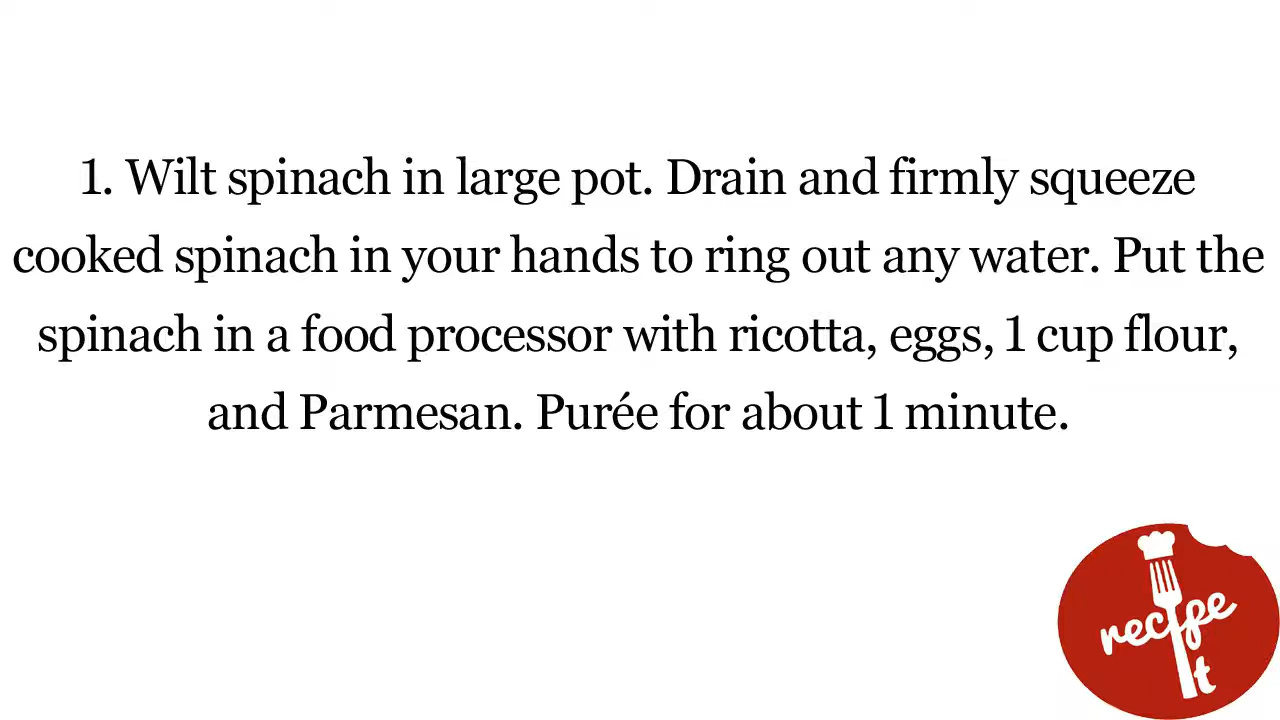 1. Wilt spinach in large pot. Drain and firmly squeeze
cooked spinach in your hands to ring out any water. Put the
spinach in a food processor with ricotta, eggs, 1 cup flour,
and Parmesan. Purée for about 1 minute.
recipe
It